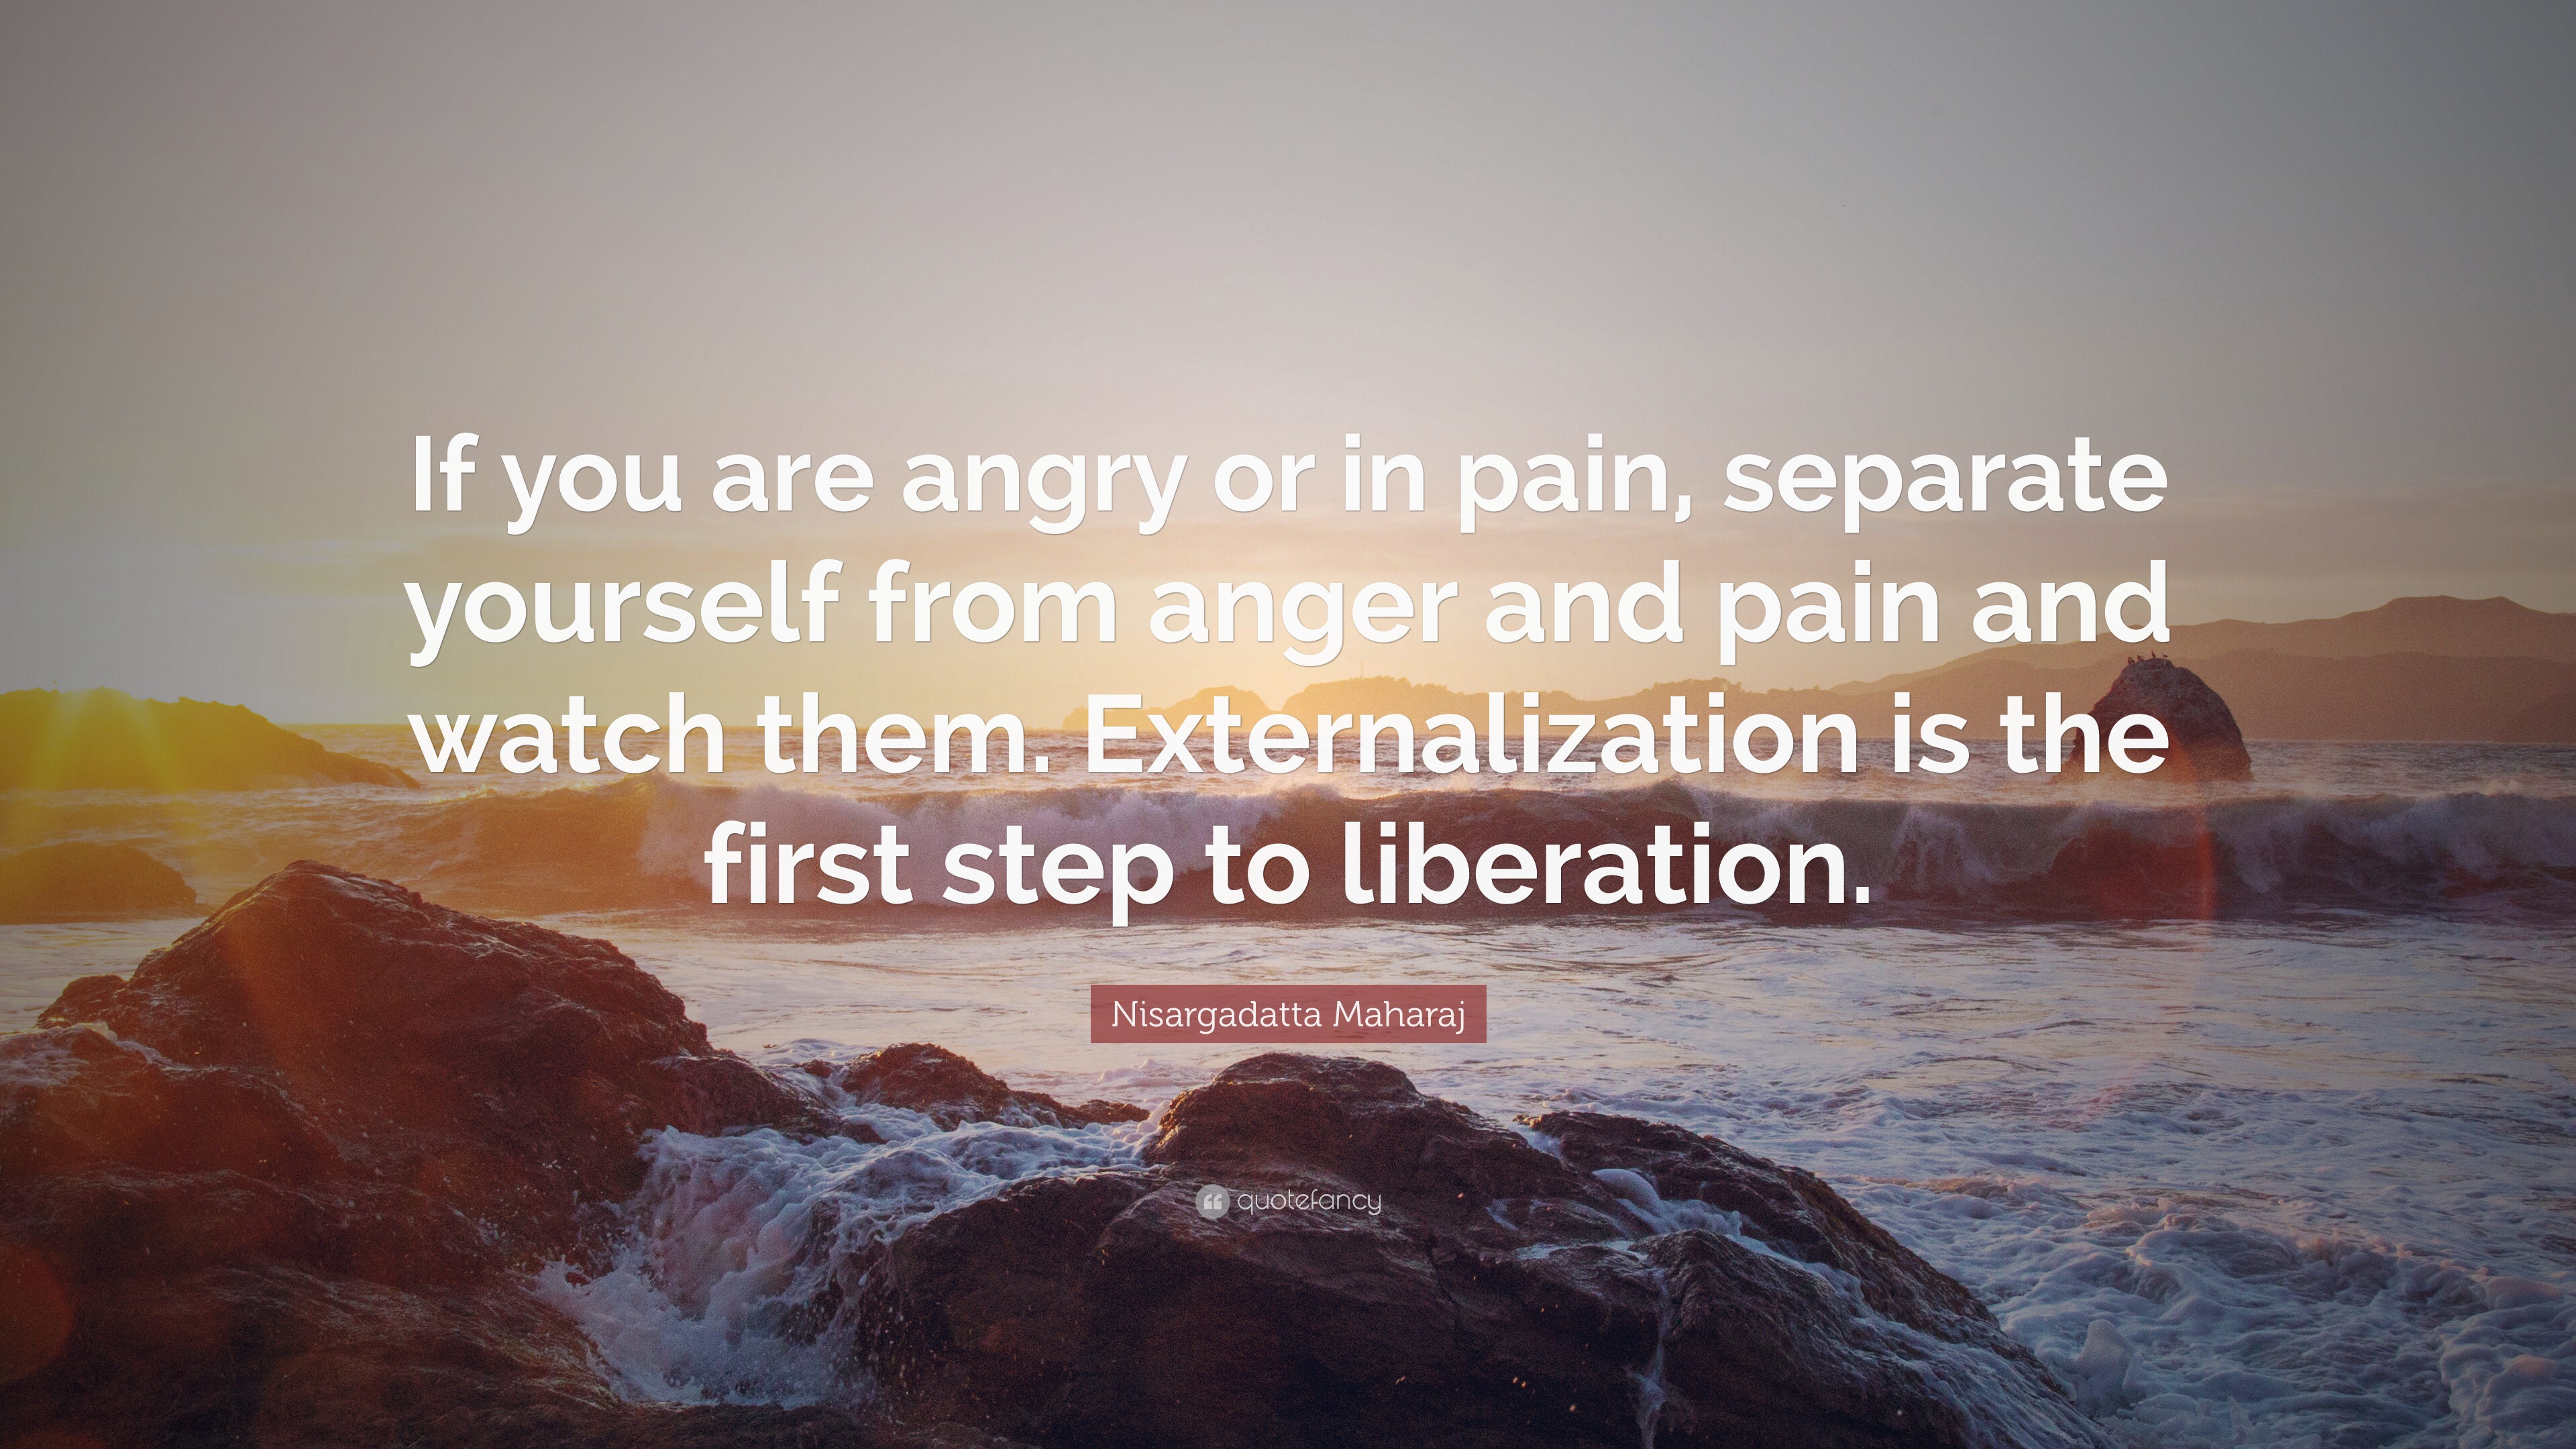 If you are angry or in pain, separate
yourself from anger and pain and
watch them. Externalization is the
first step to liberation.
Nisargadatta Maharaj
quotefancy